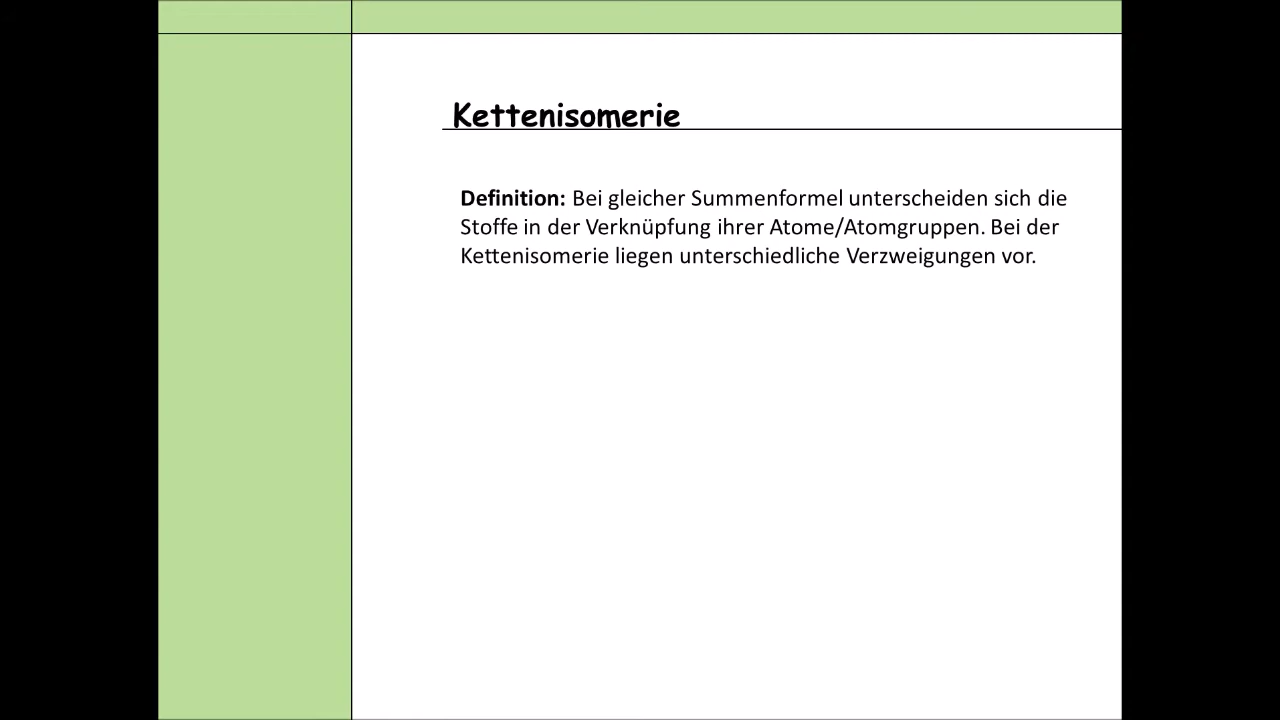 Kettenisomerie
Definition: Bei gleicher Summenformel unterscheiden sich die
Stoffe in der Verknüpfung ihrer Atome/Atomgruppen. Bei der
Kettenisomerie liegen unterschiedliche Verzweigungen vor.